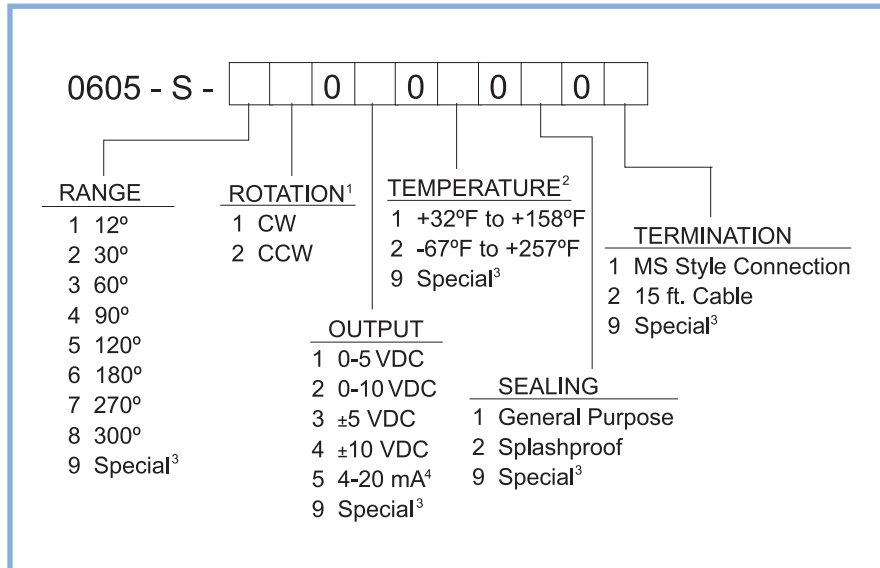 0605 - S - 0 0 0 0
RANGE
1 12º
2 30º
3 60º
4 90º
5 120º
6 180º
7 270º
8 300º
9 Special³
ROTATION¹
1 CW
2 CCW
OUTPUT
1 0-5 VDC
2 0-10 VDC
3 ±5 VDC
4 ±10 VDC
5 4-20 mA⁴
9 Special³
TEMPERATURE²
1 +32ºF to +158ºF
2 -67ºF to +257ºF
9 Special³
SEALING
1 General Purpose
2 Splashproof
9 Special³
TERMINATION
1 MS Style Connection
2 15 ft. Cable
9 Special³